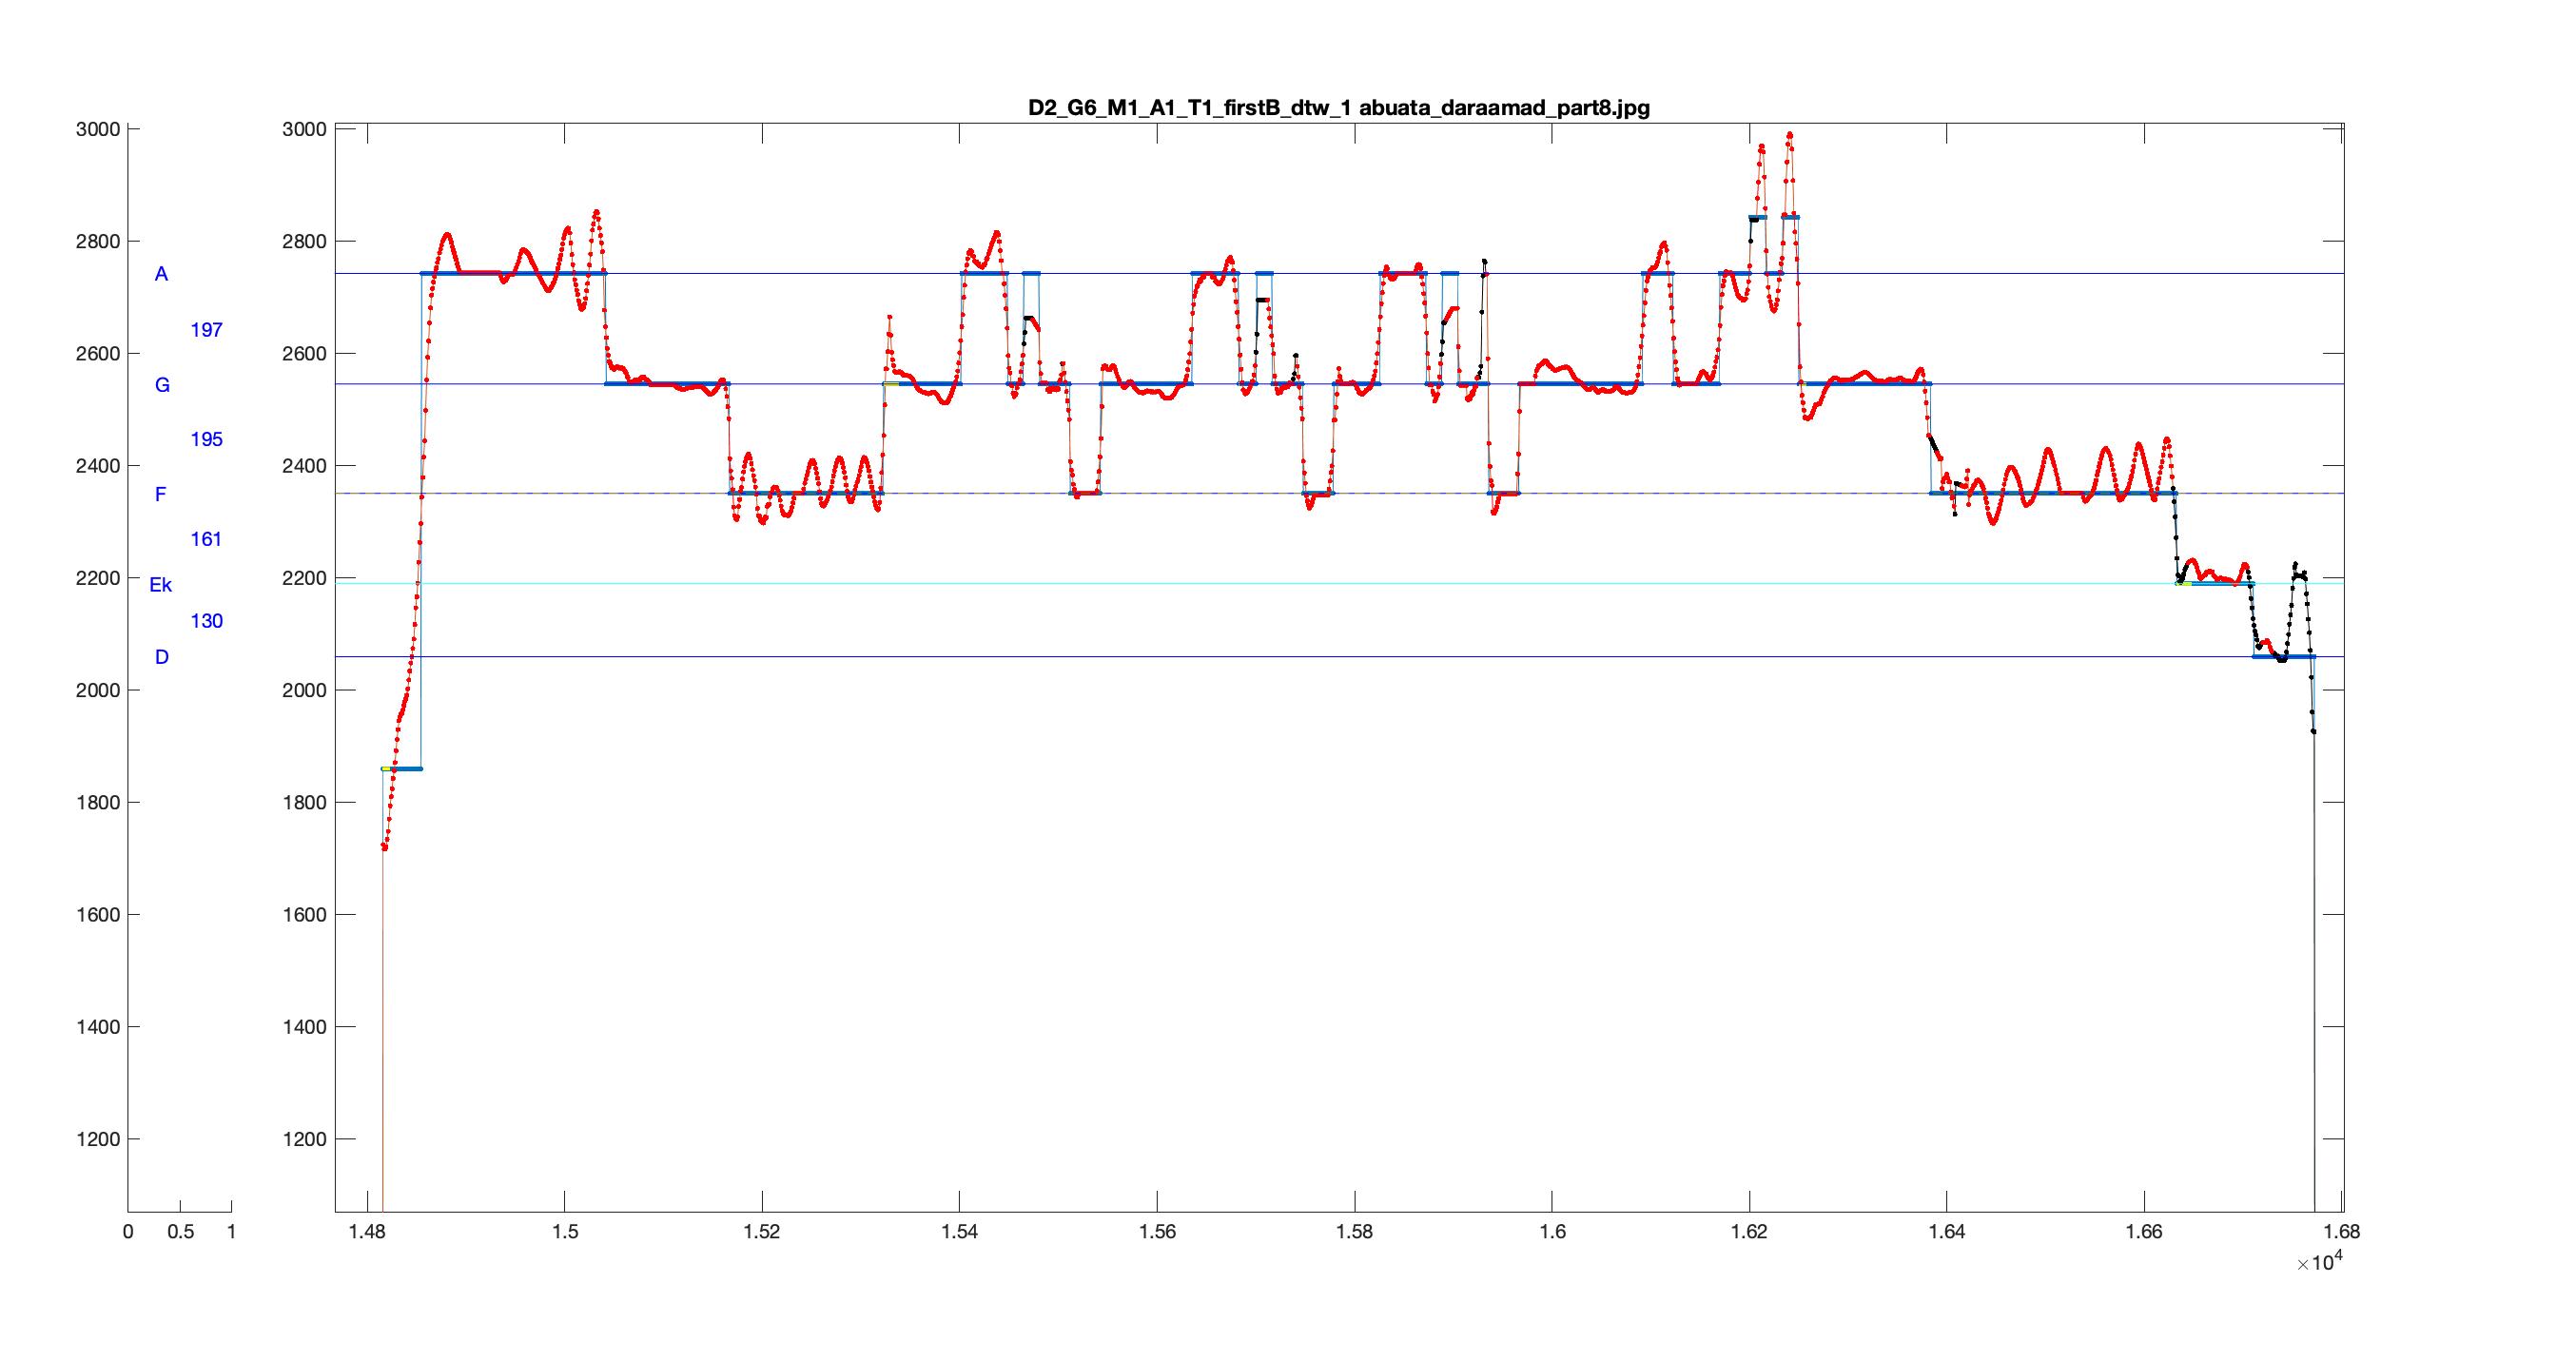 D2_G6_M1_A1_T1_firstB_dtw_1 abuata_daraamad_part8.jpg
3000 3000
2800 2800
A
197
2600 2600
G
195
2400 2400
F
161
2200 Ek 2200
130
D
2000 2000
1800 1800
1600 1600
1400 1400
1200 1200
0 0.5 1 1.48 1.5 1.52 1.54 1.56 1.58 1.6 1.62 1.64 1.66 1.68
×10⁴